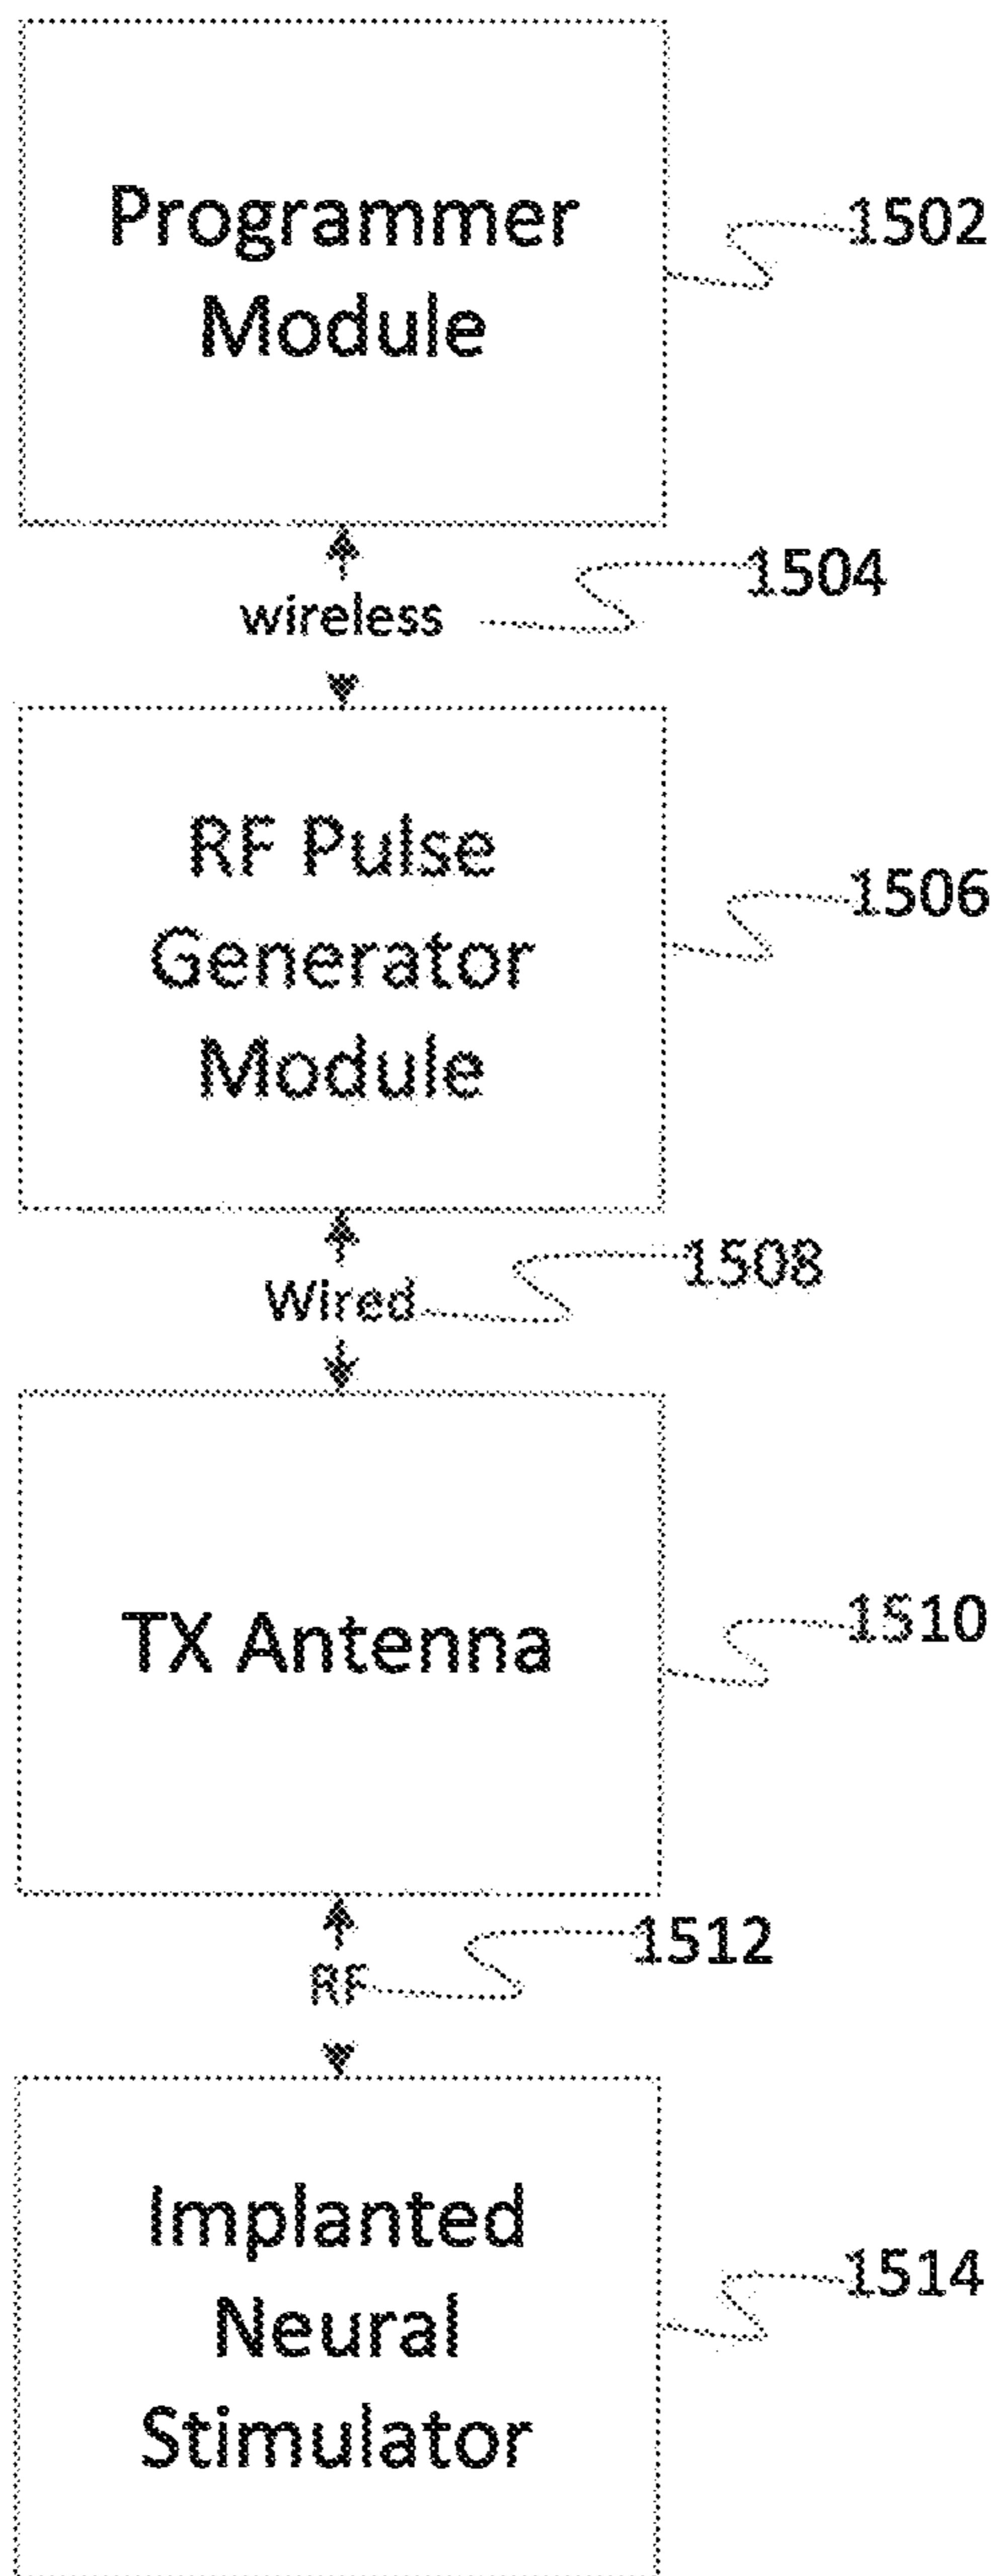 Programmer
Module
1502
1504
wireless
RF Pulse
Generator
Module
1506
1508
Wired
TX Antenna
1510
1512
RF
Implanted
Neural
Stimulator
1514